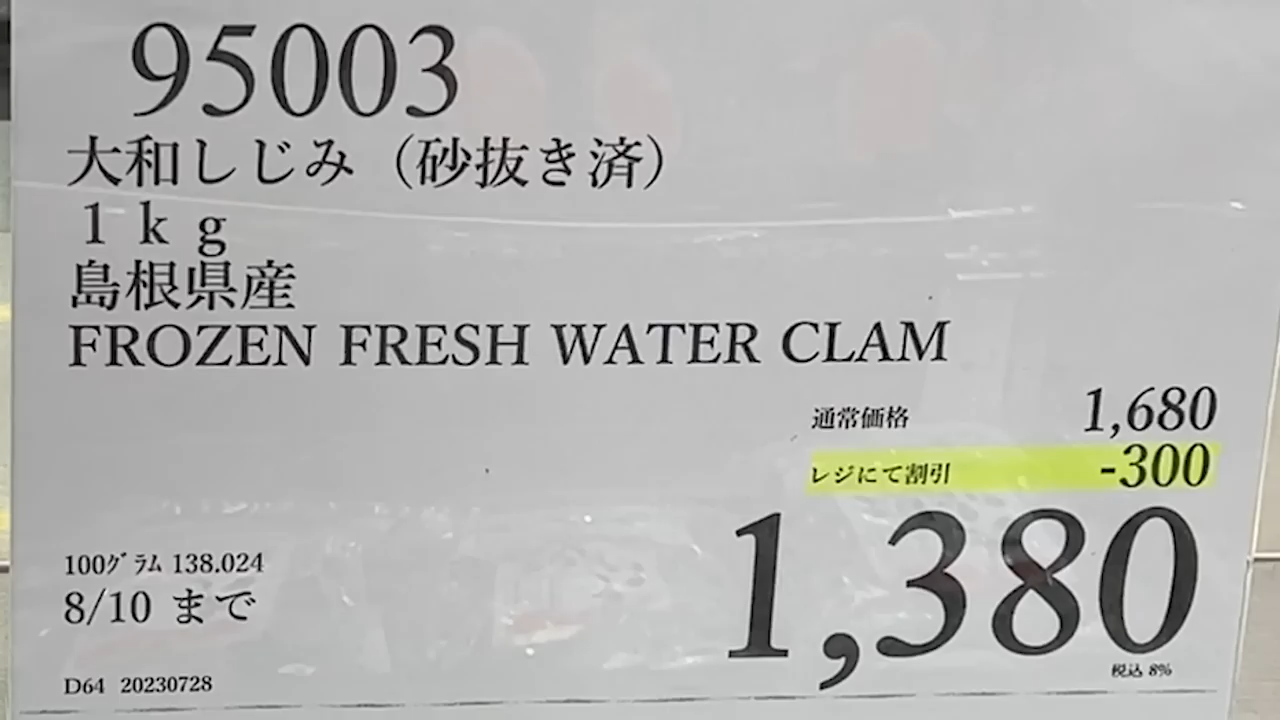 95003
大和しじみ（砂抜き済）
１ｋｇ
島根県産
FROZEN FRESH WATER CLAM
通常価格 1,680
レジにて割引 -300
1,380
税込 8%
100ｸﾞﾗﾑ 138.024
8/10 まで
D64 20230728